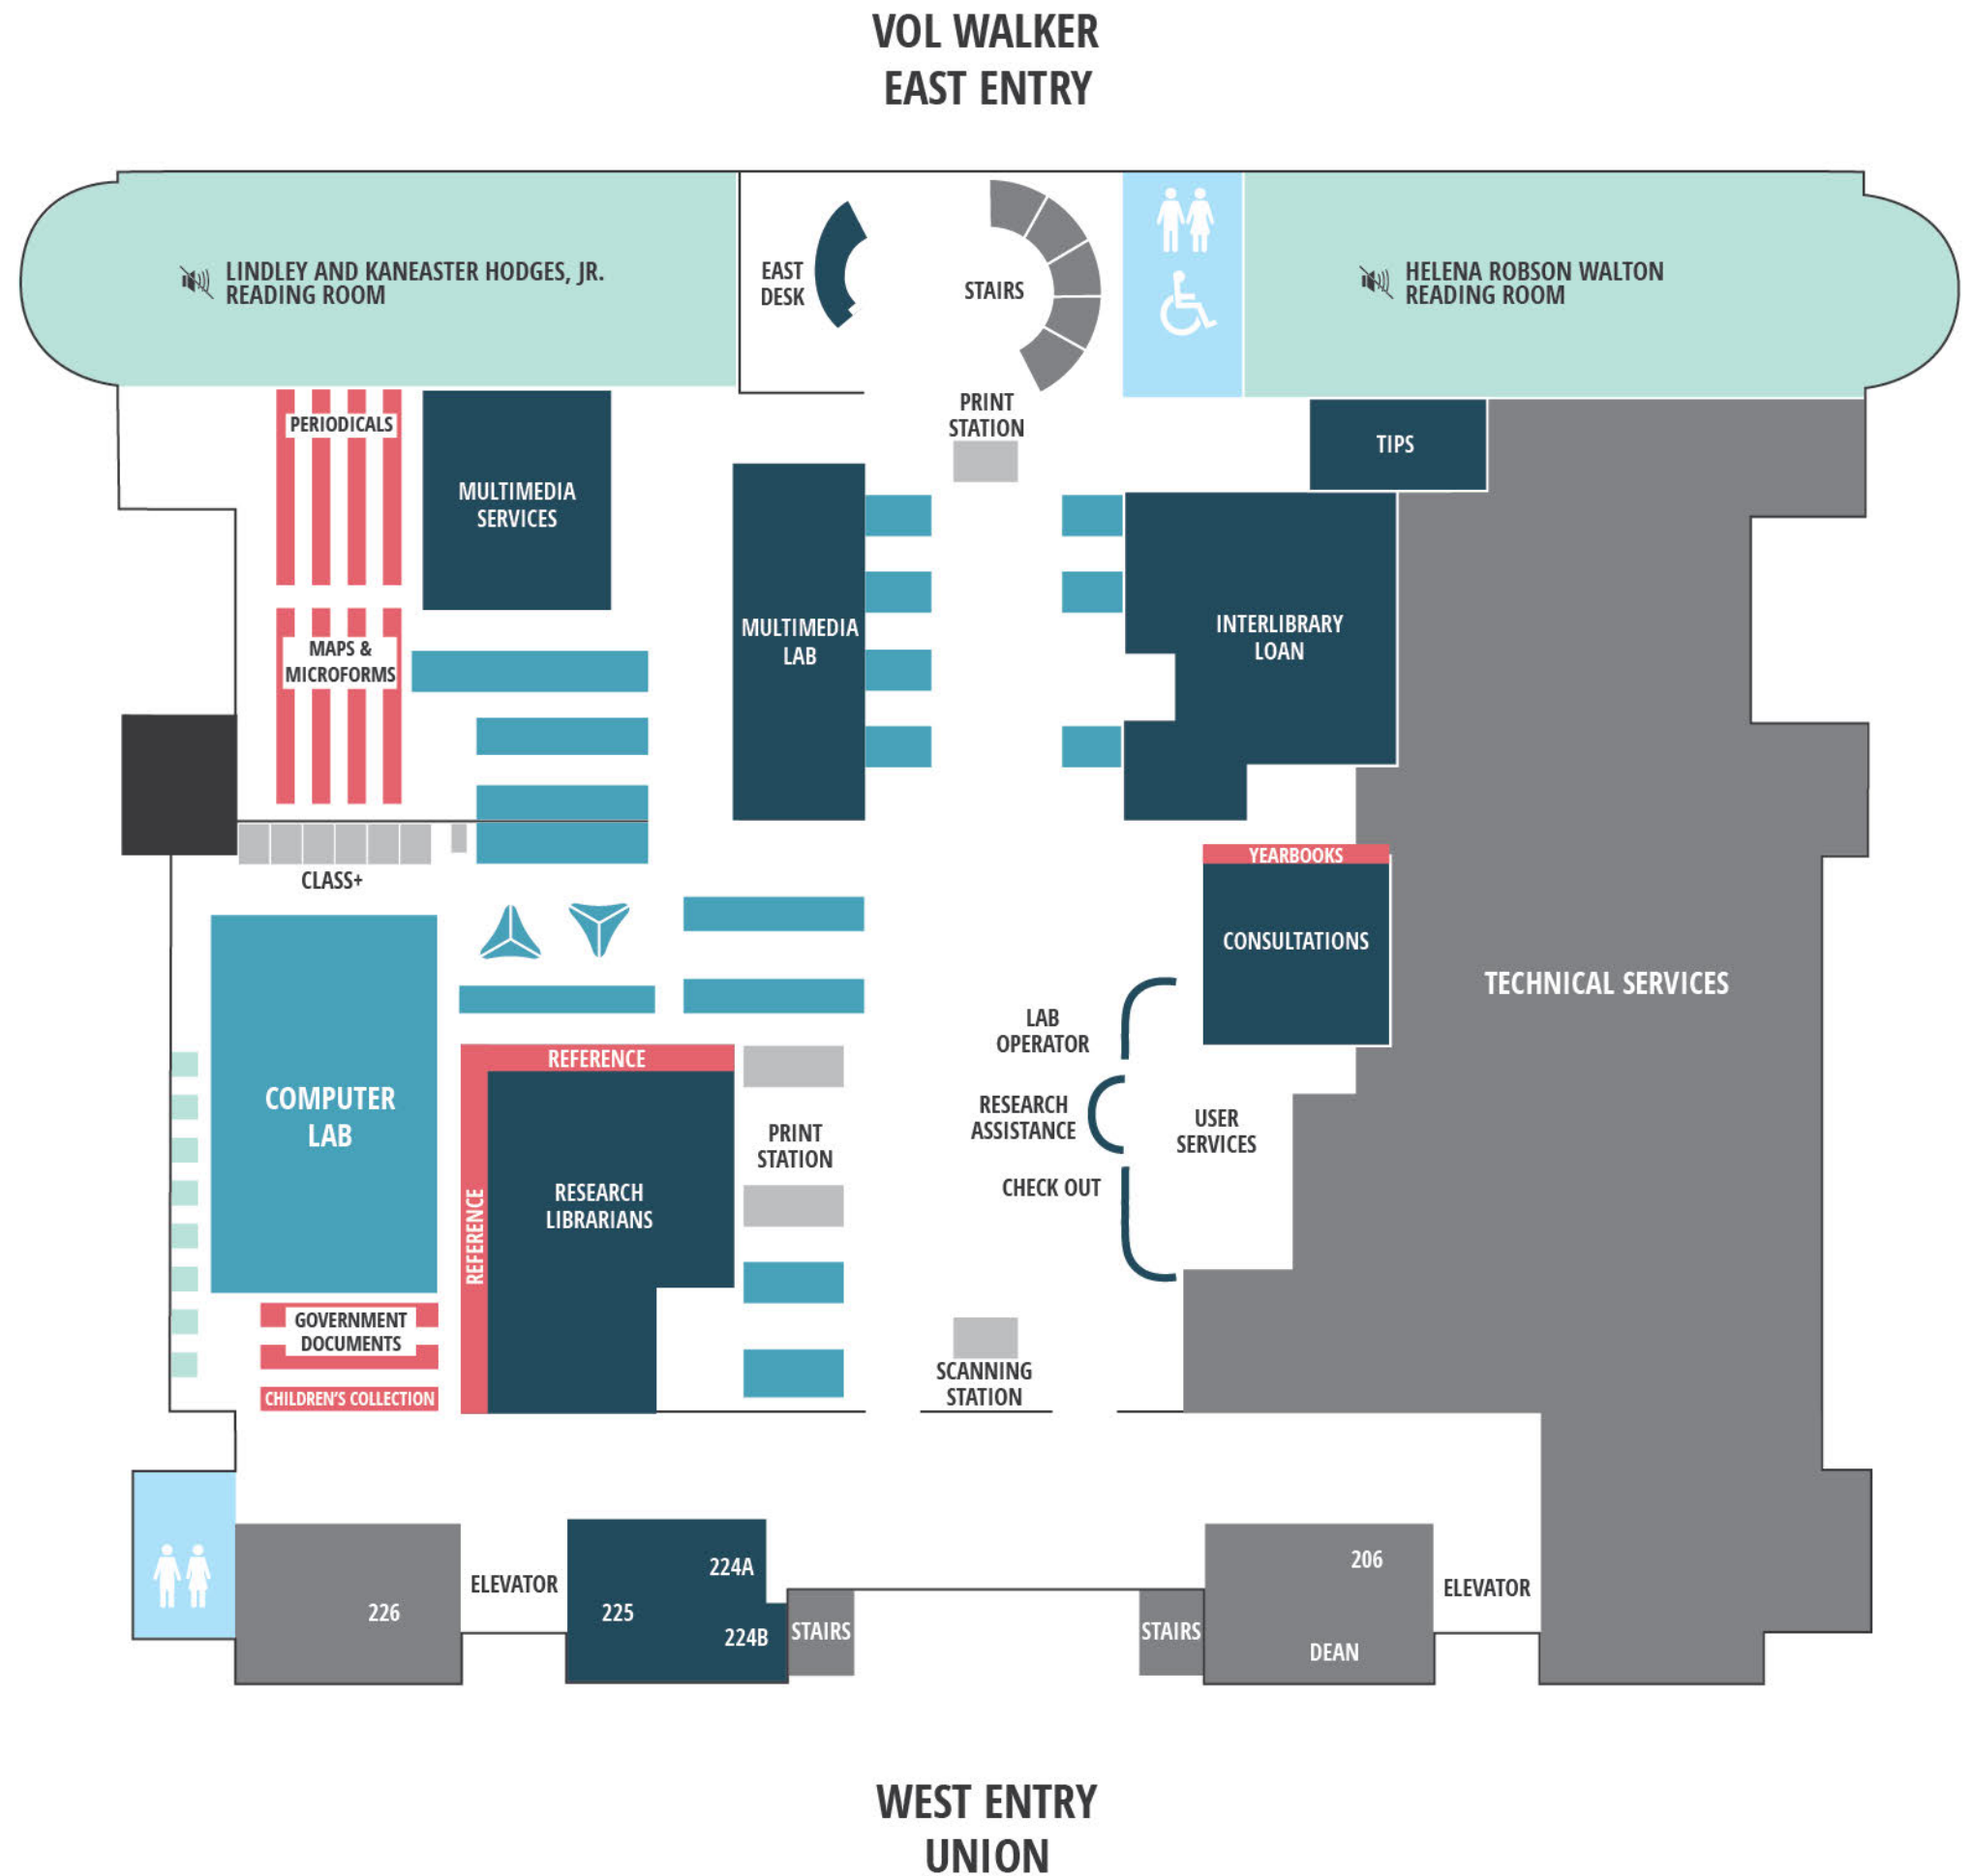 VOL WALKER
EAST ENTRY
LINDLEY AND KANEASTER HODGES, JR.
READING ROOM
EAST
DESK
STAIRS
HELENA ROBSON WALTON
READING ROOM
PRINT
STATION
PERIODICALS
TIPS
MULTIMEDIA
SERVICES
MULTIMEDIA
LAB
INTERLIBRARY
LOAN
MAPS &
MICROFORMS
CLASS+
YEARBOOKS
CONSULTATIONS
TECHNICAL SERVICES
LAB
OPERATOR
REFERENCE
COMPUTER
LAB
RESEARCH
ASSISTANCE
USER
SERVICES
PRINT
STATION
CHECK OUT
REFERENCE
RESEARCH
LIBRARIANS
GOVERNMENT
DOCUMENTS
CHILDREN'S COLLECTION
SCANNING
STATION
226
ELEVATOR
225
224A
224B
STAIRS
STAIRS
206
DEAN
ELEVATOR
WEST ENTRY
UNION